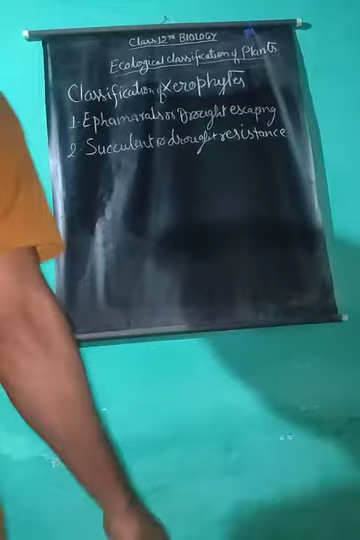 Class 12th BIOLOGY
Ecological classification of Plants
Classification of Xerophytes
1. Ephamarals or Drought escaping
2. Succulent or drought resistance